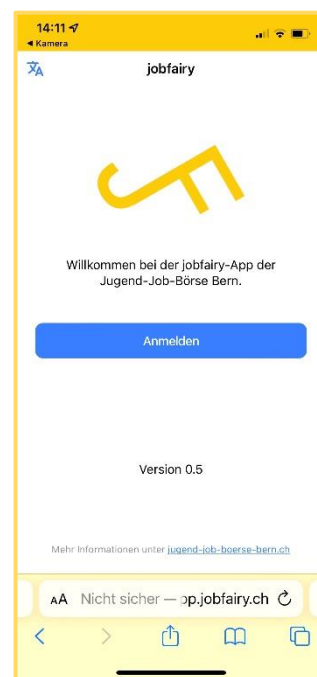 14:11
◀ Kamera
jobfairy
Willkommen bei der jobfairy-App der
Jugend-Job-Börse Bern.
Anmelden
Version 0.5
Mehr Informationen unter jugend-job-boerse-bern.ch
AA Nicht sicher — pp.jobfairy.ch